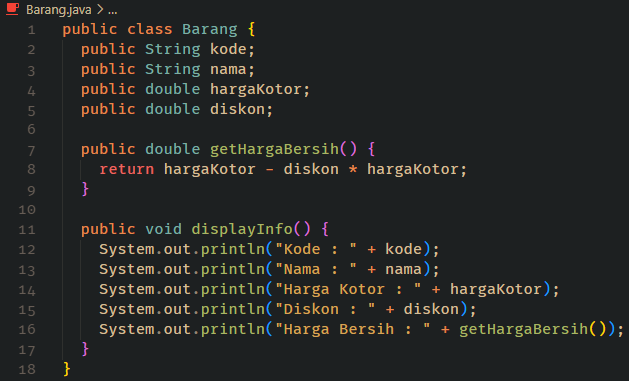 Barang.java > ...
1 public class Barang {
2 public String kode;
3 public String nama;
4 public double hargaKotor;
5 public double diskon;
6
7 public double getHargaBersih() {
8 return hargaKotor - diskon * hargaKotor;
9 }
10
11 public void displayInfo() {
12 System.out.println("Kode : " + kode);
13 System.out.println("Nama : " + nama);
14 System.out.println("Harga Kotor : " + hargaKotor);
15 System.out.println("Diskon : " + diskon);
16 System.out.println("Harga Bersih : " + getHargaBersih());
17 }
18 }